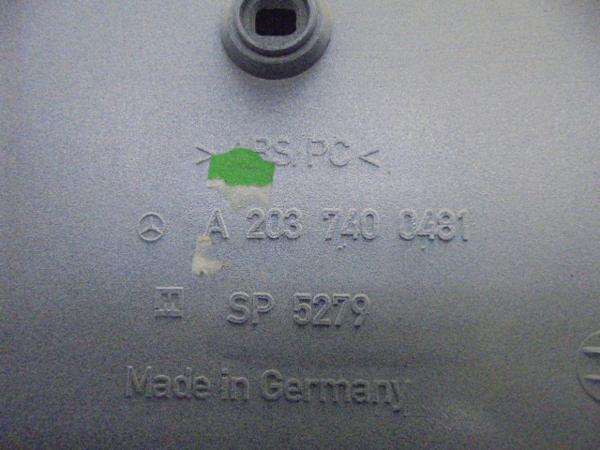 >ABS/PC<
A 203 740 0481
M SP 5279
Made in Germany